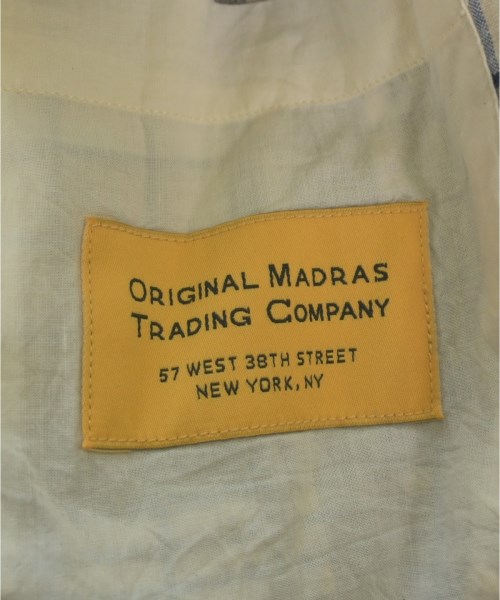 ORIGINAL MADRAS
TRADING COMPANY
57 WEST 38TH STREET
NEW YORK, NY